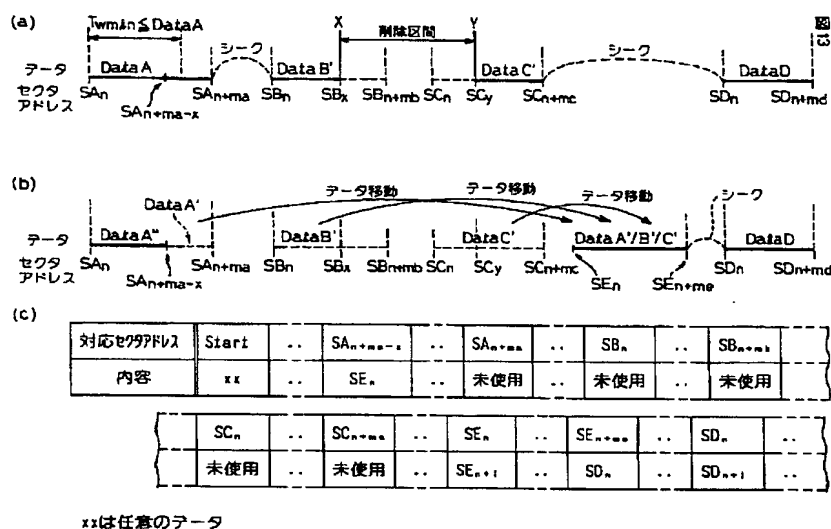 図13
(a)
Twmin≦DataA
シーク
X
削除区間
Y
シーク
データ
DataA
DataB'
DataC'
DataD
セクタ
アドレス
SAn
SAn+ma-x
SAn+ma
SBn
SBx
SBn+mb
SCn
SCy
SCn+mc
SDn
SDn+md
(b)
DataA'
データ移動
データ移動
データ移動
シーク
データ
DataA"
DataB'
DataC'
DataA'/B'/C'
DataD
セクタ
アドレス
SAn
SAn+ma-x
SAn+ma
SBn
SBx
SBn+mb
SCn
SCy
SCn+mc
SEn
SEn+me
SDn
SDn+md
(c)
対応セクタアドレス Start .. SAn+ma-x .. SAn+ma .. SBn .. SBn+mb
内容 xx .. SEn .. 未使用 .. 未使用 .. 未使用
SCn .. SCn+ma .. SEn .. SEn+me .. SDn ..
未使用 .. 未使用 .. SEn+1 .. SDn .. SDn+1 ..
xxは任意のデータ